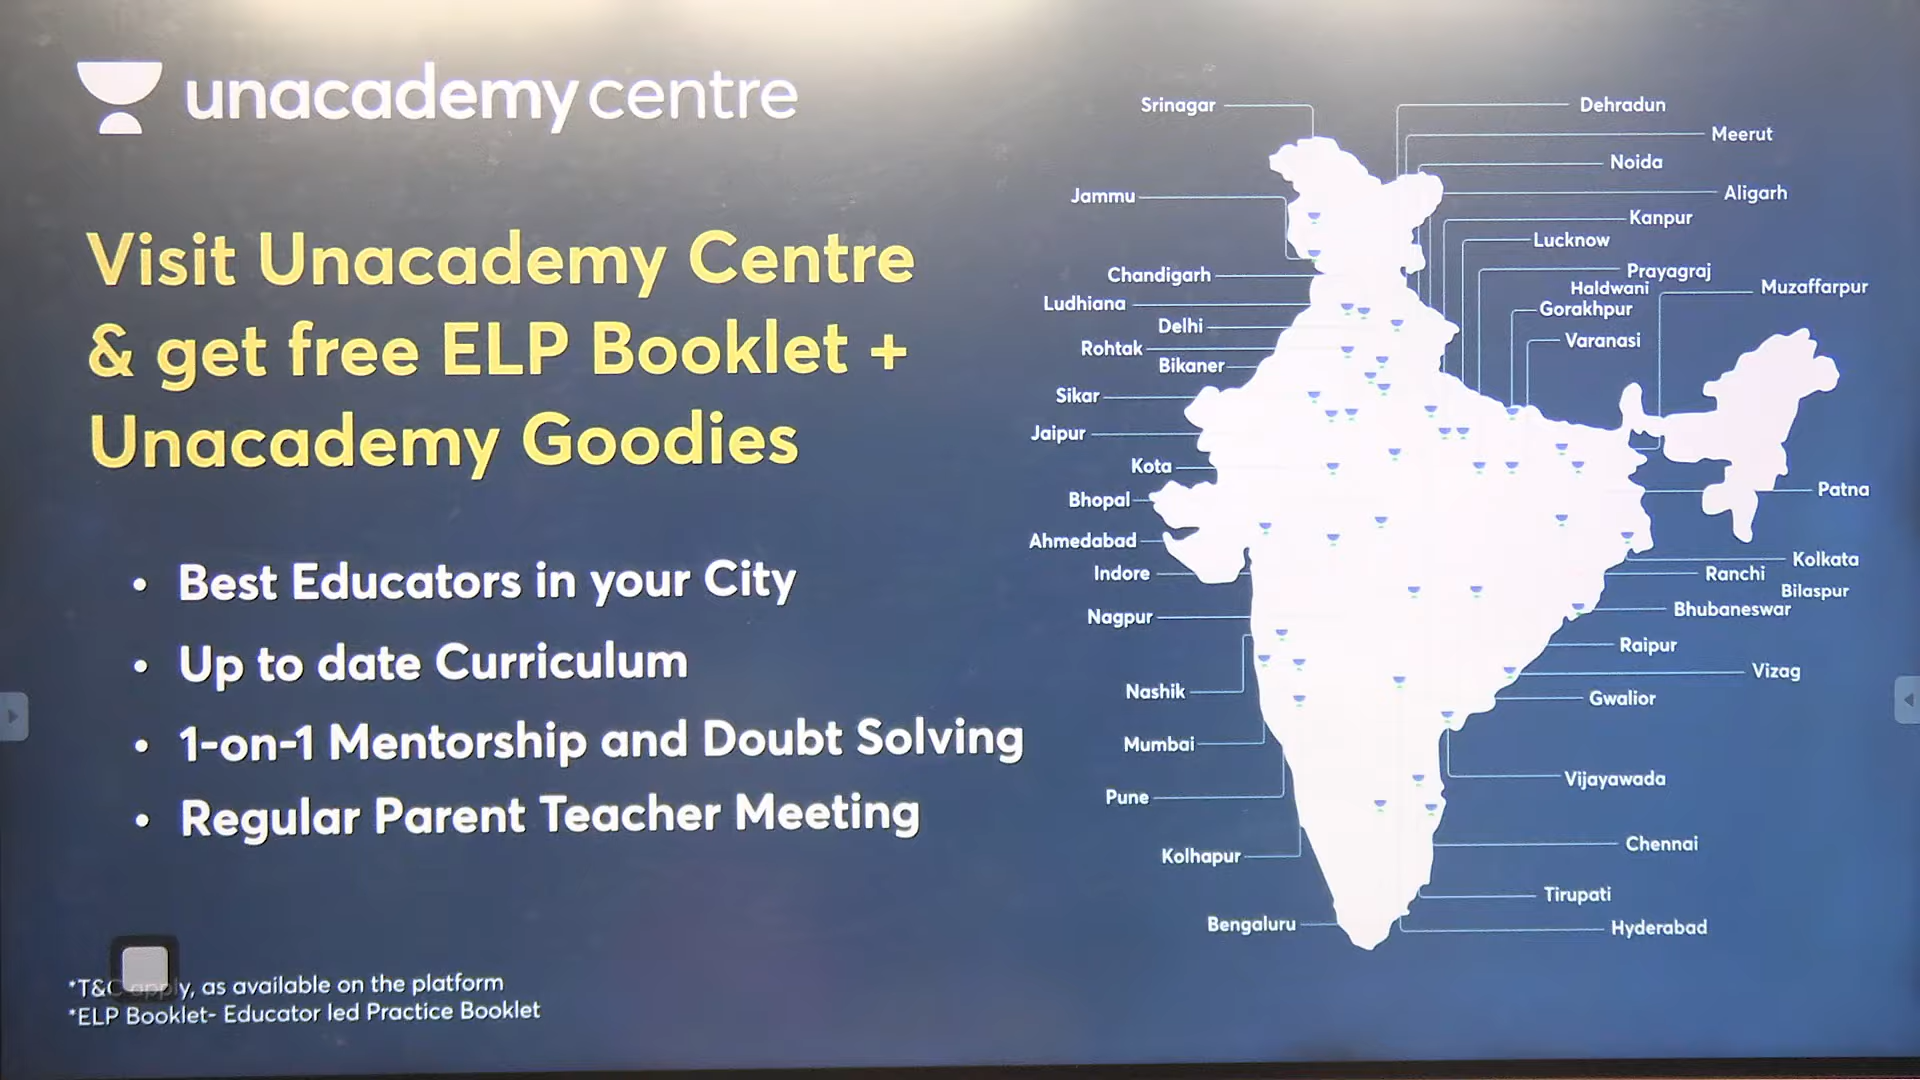 unacademy centre
Visit Unacademy Centre
& get free ELP Booklet +
Unacademy Goodies
• Best Educators in your City
• Up to date Curriculum
• 1-on-1 Mentorship and Doubt Solving
• Regular Parent Teacher Meeting
*T&C apply, as available on the platform
*ELP Booklet- Educator led Practice Booklet
Srinagar
Jammu
Chandigarh
Ludhiana
Delhi
Rohtak
Bikaner
Sikar
Jaipur
Kota
Bhopal
Ahmedabad
Indore
Nagpur
Nashik
Mumbai
Pune
Kolhapur
Bengaluru
Dehradun
Meerut
Noida
Aligarh
Kanpur
Lucknow
Prayagraj
Haldwani
Muzaffarpur
Gorakhpur
Varanasi
Patna
Kolkata
Ranchi
Bilaspur
Bhubaneswar
Raipur
Vizag
Gwalior
Vijayawada
Chennai
Tirupati
Hyderabad